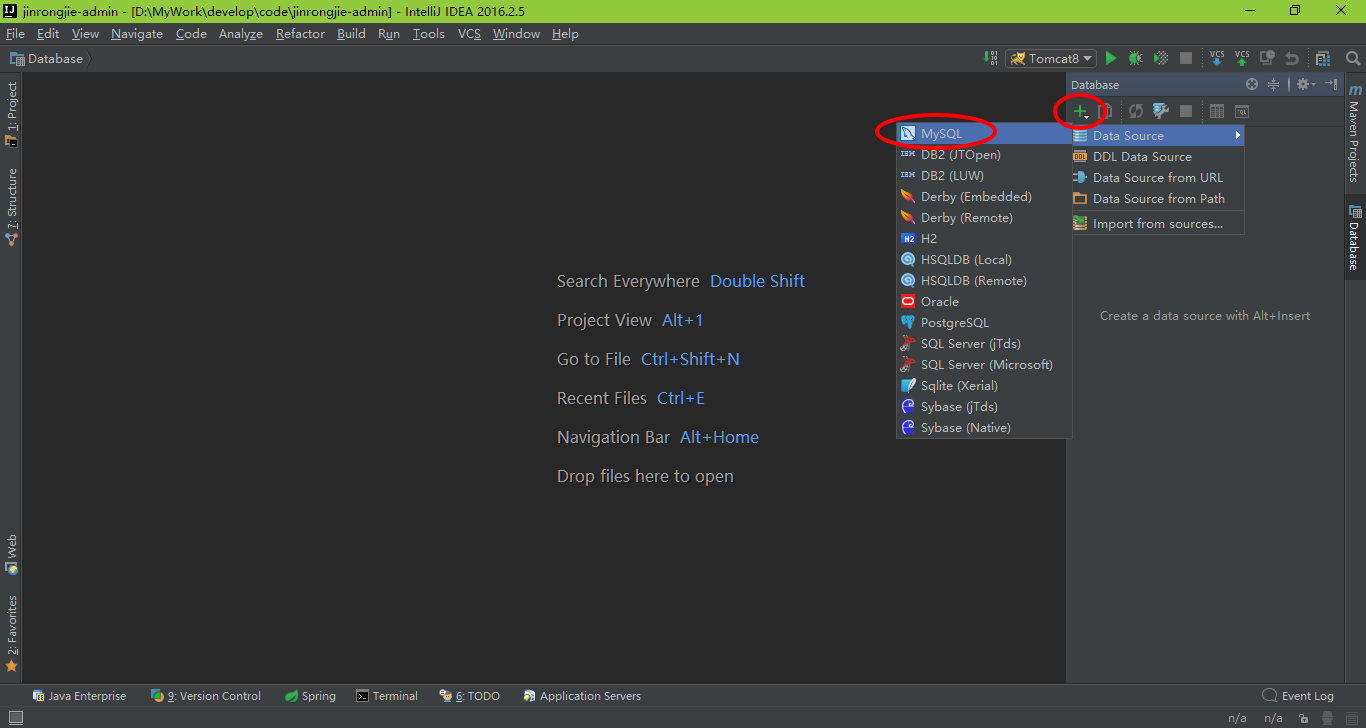 jinrongjie-admin - [D:\MyWork\develop\code\jinrongjie-admin] - IntelliJ IDEA 2016.2.5
File Edit View Navigate Code Analyze Refactor Build Run Tools VCS Window Help
Database
Tomcat8
VCS VCS
1: Project
7: Structure
Web
2: Favorites
Search Everywhere Double Shift
Project View Alt+1
Go to File Ctrl+Shift+N
Recent Files Ctrl+E
Navigation Bar Alt+Home
Drop files here to open
MySQL
DB2 (JTOpen)
DB2 (LUW)
Derby (Embedded)
Derby (Remote)
H2
HSQLDB (Local)
HSQLDB (Remote)
Oracle
PostgreSQL
SQL Server (jTds)
SQL Server (Microsoft)
Sqlite (Xerial)
Sybase (jTds)
Sybase (Native)
Database
Data Source
DDL Data Source
Data Source from URL
Data Source from Path
Import from sources...
Create a data source with Alt+Insert
Maven Projects
Database
Java Enterprise 9: Version Control Spring Terminal 6: TODO Application Servers Event Log
n/a n/a